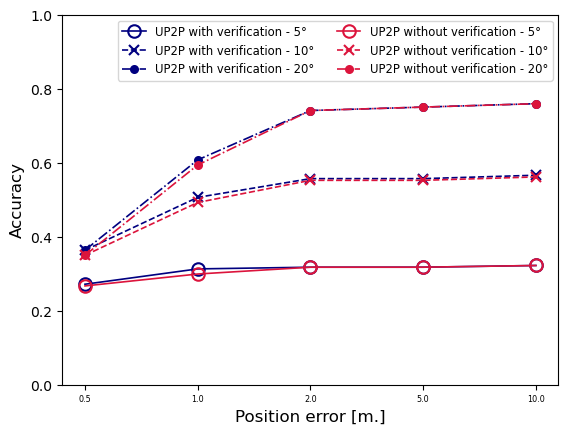 1.0
0.8
0.6
0.4
0.2
0.0
Accuracy
UP2P with verification - 5°
UP2P with verification - 10°
UP2P with verification - 20°
UP2P without verification - 5°
UP2P without verification - 10°
UP2P without verification - 20°
0.5 1.0 2.0 5.0 10.0
Position error [m.]